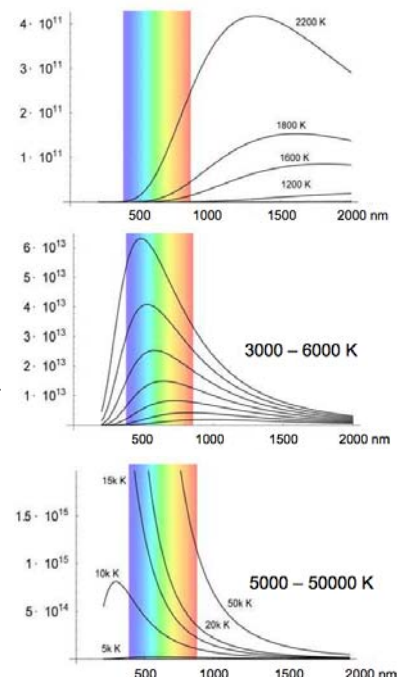 4· 10¹¹
3· 10¹¹
2· 10¹¹
1· 10¹¹
2200 K
1800 K
1600 K
1200 K
500 1000 1500 2000 nm
6· 10¹³
5· 10¹³
4· 10¹³
3· 10¹³
2· 10¹³
1· 10¹³
3000 – 6000 K
500 1000 1500 2000 nm
1.5· 10¹⁵
1· 10¹⁵
5· 10¹⁴
15k K
10k K
5k K
20k K
50k K
5000 – 50000 K
500 1000 1500 2000 nm